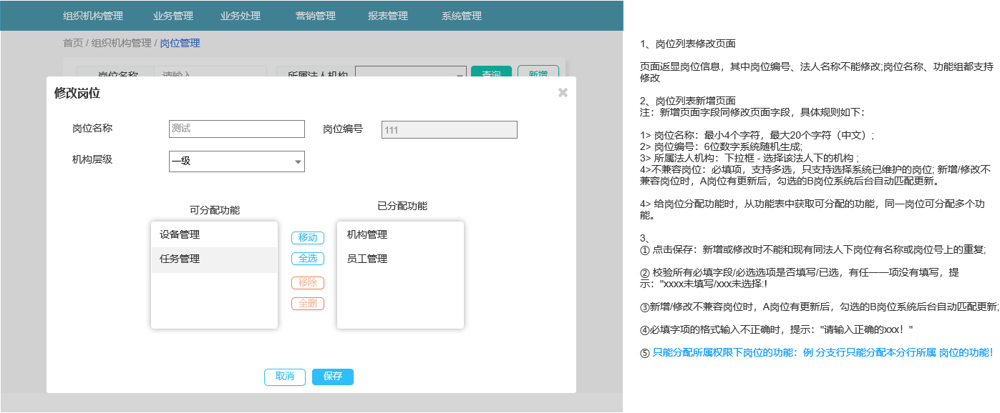 组织机构管理 业务管理 业务处理 营销管理 报表管理 系统管理
首页 / 组织机构管理 / 岗位管理
岗位名称 请输入 所属法人机构 查询 新增
修改岗位
岗位名称 测试 岗位编号 111
机构层级 一级
可分配功能 已分配功能
设备管理
任务管理
移动
全选
移除
全删
机构管理
员工管理
取消 保存
1、岗位列表修改页面
页面返显岗位信息，其中岗位编号、法人名称不能修改;岗位名称、功能组都支持
修改
2、岗位列表新增页面
注：新增页面字段同修改页面字段，具体规则如下：
1> 岗位名称：最小4个字符，最大20个字符（中文）;
2> 岗位编号：6位数字系统随机生成;
3> 所属法人机构：下拉框 - 选择该法人下的机构 ;
4>不兼容岗位：必填项，支持多选，只支持选择系统已维护的岗位; 新增/修改不
兼容岗位时，A岗位有更新后，勾选的B岗位系统后台自动匹配更新。
4> 给岗位分配功能时，从功能表中获取可分配的功能，同一岗位可分配多个功
能。
3、
① 点击保存：新增或修改时不能和现有同法人下岗位有名称或岗位号上的重复;
② 校验所有必填字段/必选选项是否填写/已选，有任一一项没有填写，提
示："xxxx未填写/xxx未选择:!
③新增/修改不兼容岗位时，A岗位有更新后，勾选的B岗位系统后台自动匹配更新;
④必填字项的格式输入不正确时，提示："请输入正确的xxx！"
⑤ 只能分配所属权限下岗位的功能：例 分支行只能分配本分行所属 岗位的功能！